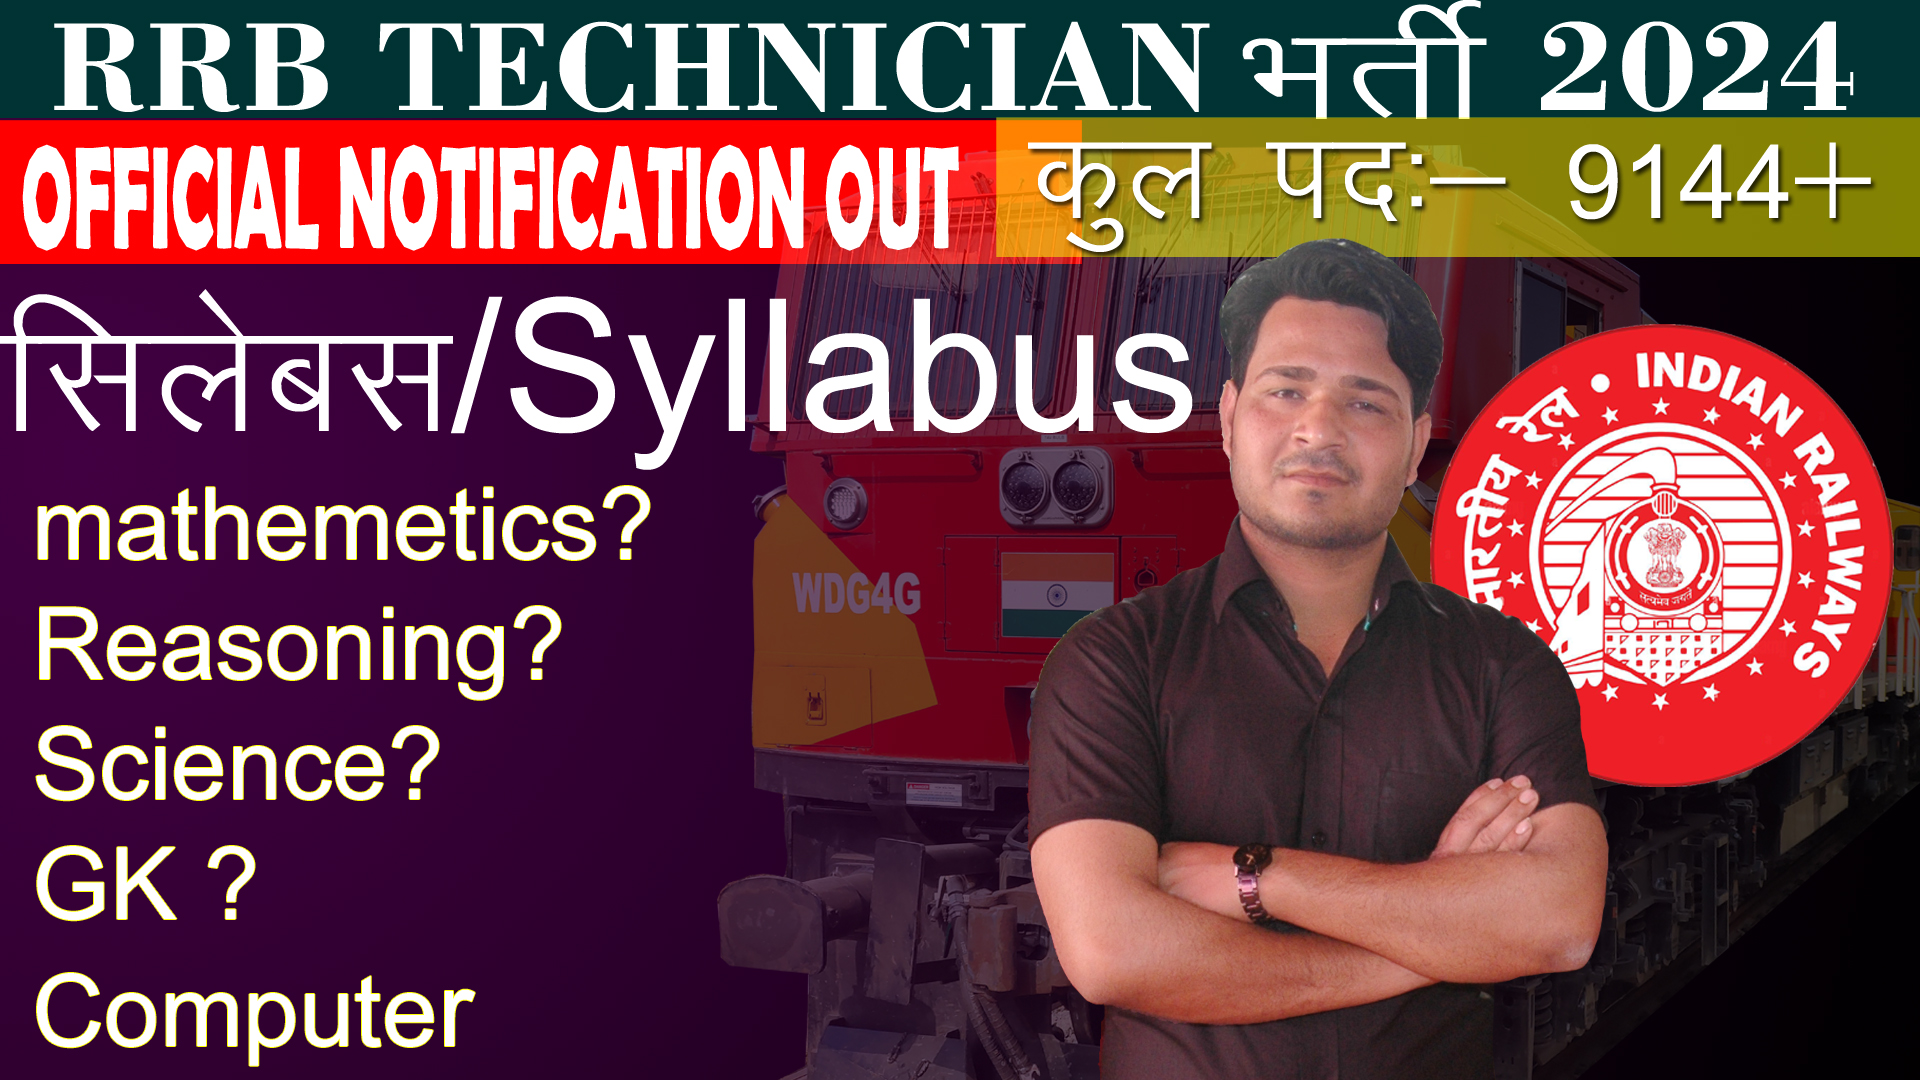 RRB TECHNICIAN भर्ती 2024
OFFICIAL NOTIFICATION OUT
कुल पदः– 9144+
सिलेबस/Syllabus
mathemetics?
Reasoning?
Science?
GK ?
Computer
WDG4G
भारतीय रेल • INDIAN RAILWAYS
सत्यमेव जयते